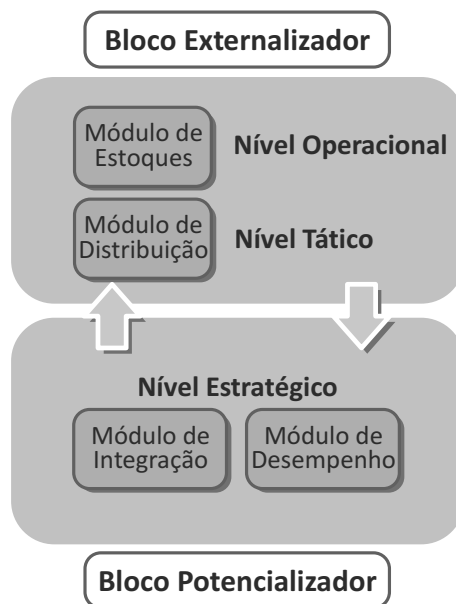 Bloco Externalizador
Módulo de
Estoques
Nível Operacional
Módulo de
Distribuição
Nível Tático
Nível Estratégico
Módulo de
Integração
Módulo de
Desempenho
Bloco Potencializador